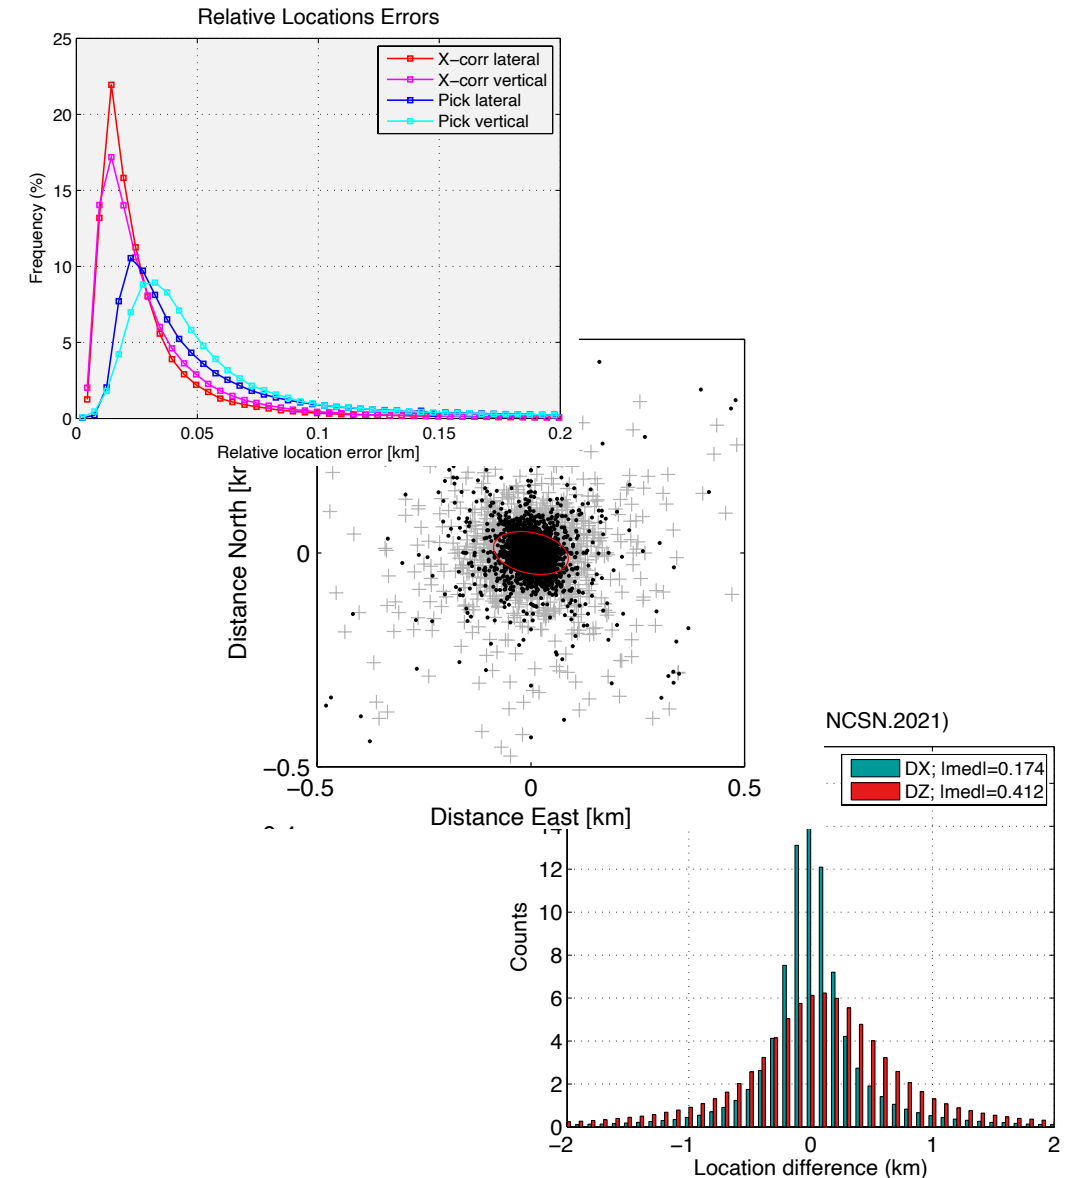 Relative Locations Errors
25
20
15
10
5
0
Frequency (%)
X−corr lateral
X−corr vertical
Pick lateral
Pick vertical
0 0.05 0.1 0.15 0.2
Relative location error [km]
Distance North [k
0
−0.5
−0.5 0 0.5
Distance East [km]
NCSN.2021)
DX; |med|=0.174
DZ; |med|=0.412
14
12
10
8
6
4
2
0
Counts
−2 −1 0 1 2
Location difference (km)